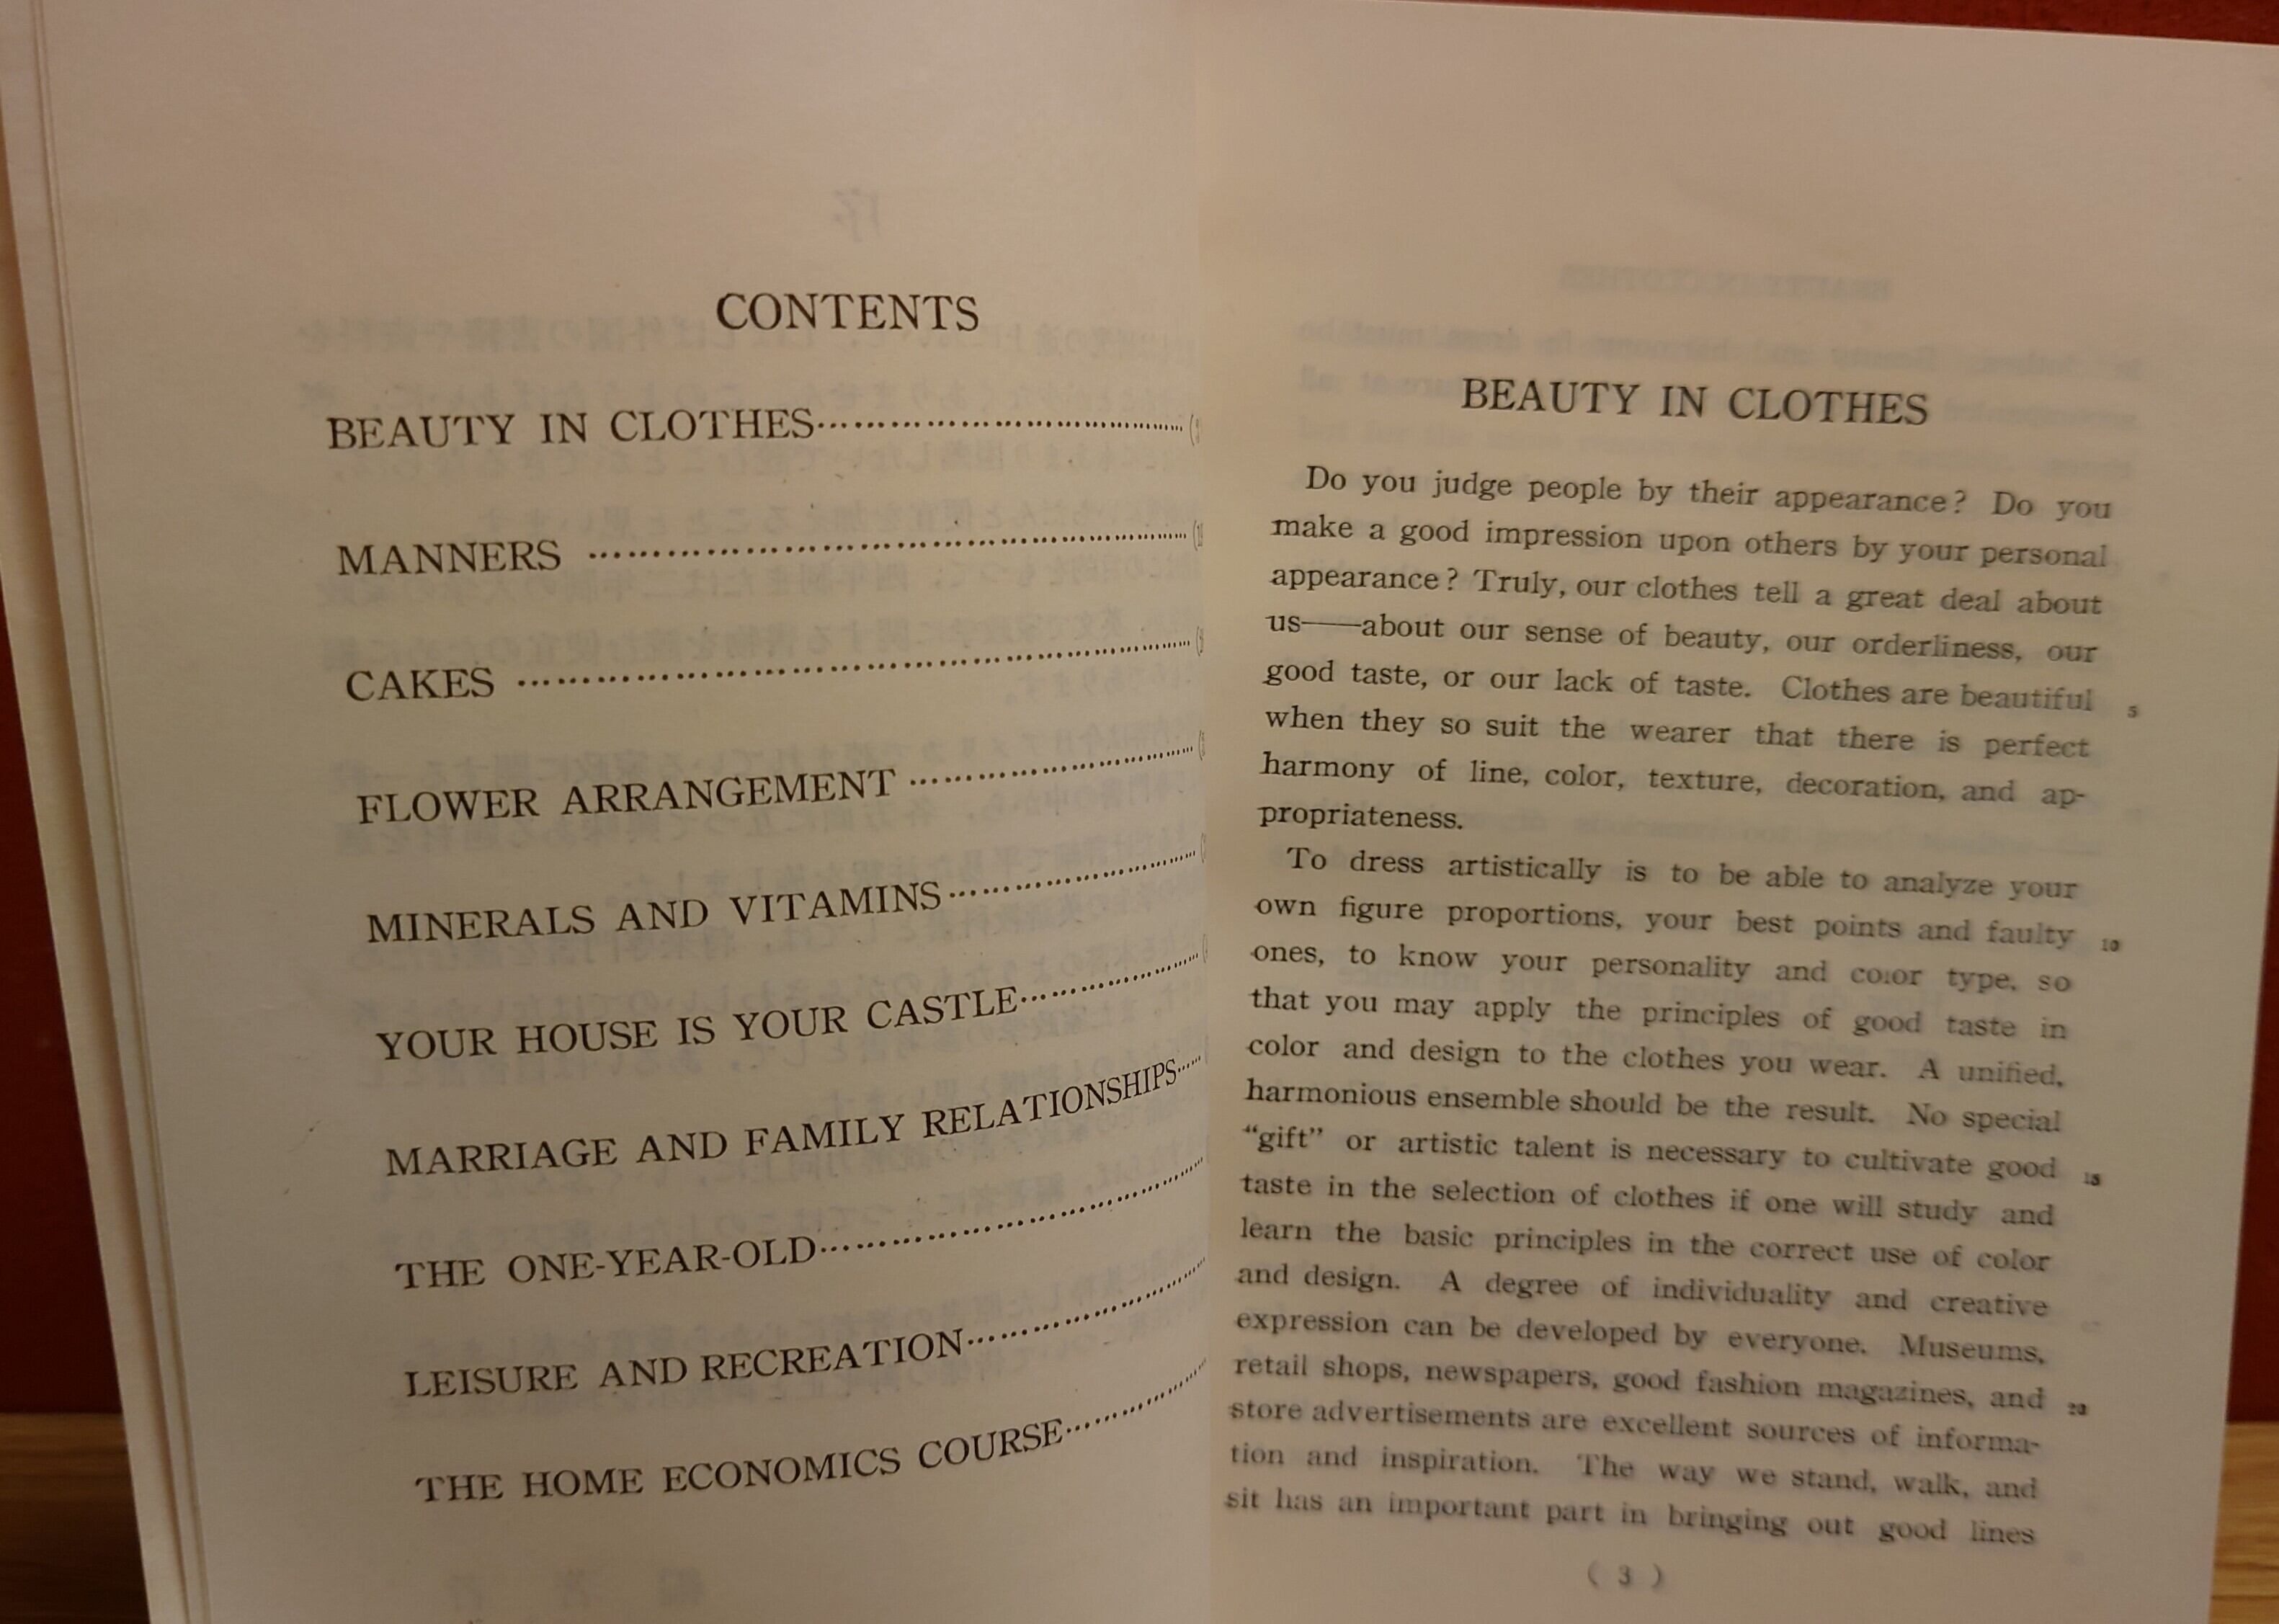 CONTENTS
BEAUTY IN CLOTHES
MANNERS
CAKES
FLOWER ARRANGEMENT
MINERALS AND VITAMINS
YOUR HOUSE IS YOUR CASTLE
MARRIAGE AND FAMILY RELATIONSHIPS
THE ONE-YEAR-OLD
LEISURE AND RECREATION
THE HOME ECONOMICS COURSE
BEAUTY IN CLOTHES
Do you judge people by their appearance? Do you
make a good impression upon others by your personal
appearance? Truly, our clothes tell a great deal about
us——about our sense of beauty, our orderliness, our
good taste, or our lack of taste. Clothes are beautiful 5
when they so suit the wearer that there is perfect
harmony of line, color, texture, decoration, and ap-
propriateness.
To dress artistically is to be able to analyze your
own figure proportions, your best points and faulty 10
ones, to know your personality and color type, so
that you may apply the principles of good taste in
color and design to the clothes you wear. A unified,
harmonious ensemble should be the result. No special
“gift” or artistic talent is necessary to cultivate good 15
taste in the selection of clothes if one will study and
learn the basic principles in the correct use of color
and design. A degree of individuality and creative
expression can be developed by everyone. Museums,
retail shops, newspapers, good fashion magazines, and 20
store advertisements are excellent sources of informa-
tion and inspiration. The way we stand, walk, and
sit has an important part in bringing out good lines
( 3 )